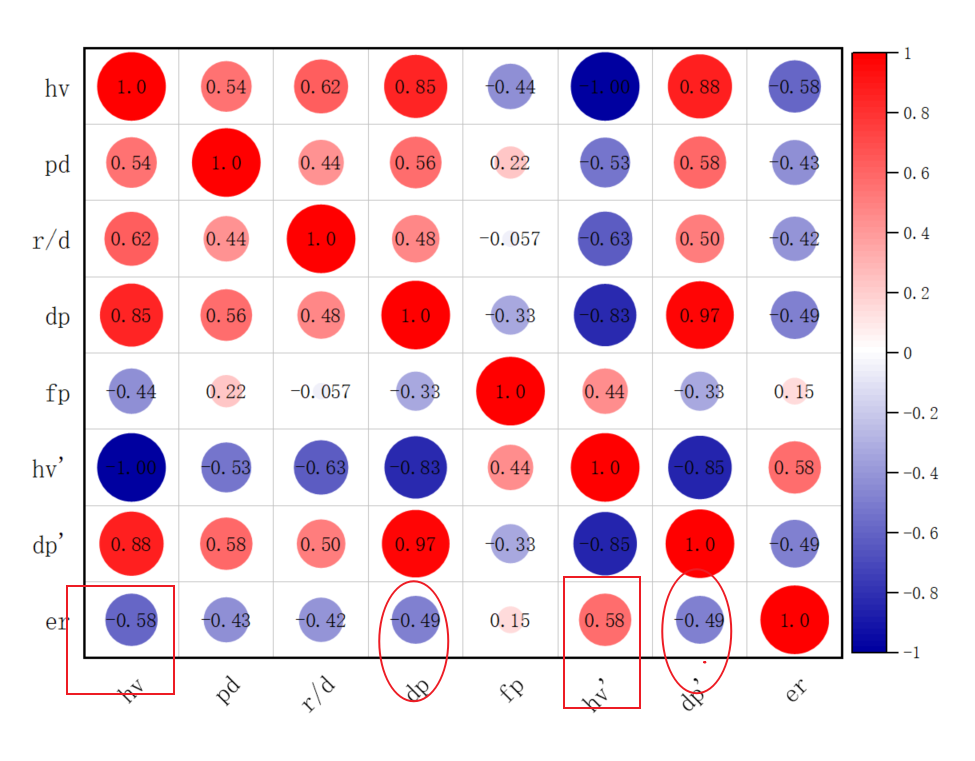 hv 1.0 0.54 0.62 0.85 -0.44 -1.00 0.88 -0.58
pd 0.54 1.0 0.44 0.56 0.22 -0.53 0.58 -0.43
r/d 0.62 0.44 1.0 0.48 -0.057 -0.63 0.50 -0.42
dp 0.85 0.56 0.48 1.0 -0.33 -0.83 0.97 -0.49
fp -0.44 0.22 -0.057 -0.33 1.0 0.44 -0.33 0.15
hv' -1.00 -0.53 -0.63 -0.83 0.44 1.0 -0.85 0.58
dp' 0.88 0.58 0.50 0.97 -0.33 -0.85 1.0 -0.49
er -0.58 -0.43 -0.42 -0.49 0.15 0.58 -0.49 1.0
hv pd r/d dp fp hv' dp' er
1
0.8
0.6
0.4
0.2
0
-0.2
-0.4
-0.6
-0.8
-1